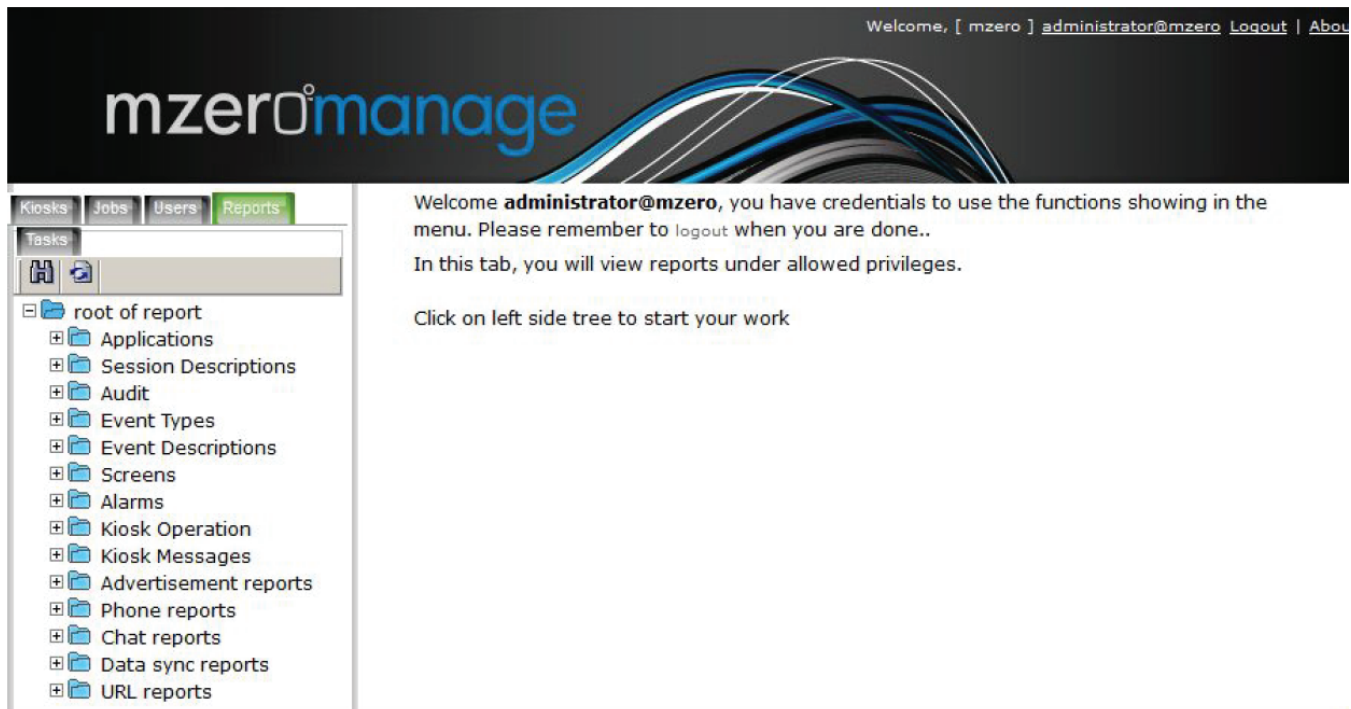 Welcome, [ mzero ] administrator@mzero Logout | Abou
mzeromanage
Kiosks Jobs Users Reports
Tasks
Welcome administrator@mzero, you have credentials to use the functions showing in the
menu. Please remember to logout when you are done..
In this tab, you will view reports under allowed privileges.
Click on left side tree to start your work
root of report
Applications
Session Descriptions
Audit
Event Types
Event Descriptions
Screens
Alarms
Kiosk Operation
Kiosk Messages
Advertisement reports
Phone reports
Chat reports
Data sync reports
URL reports